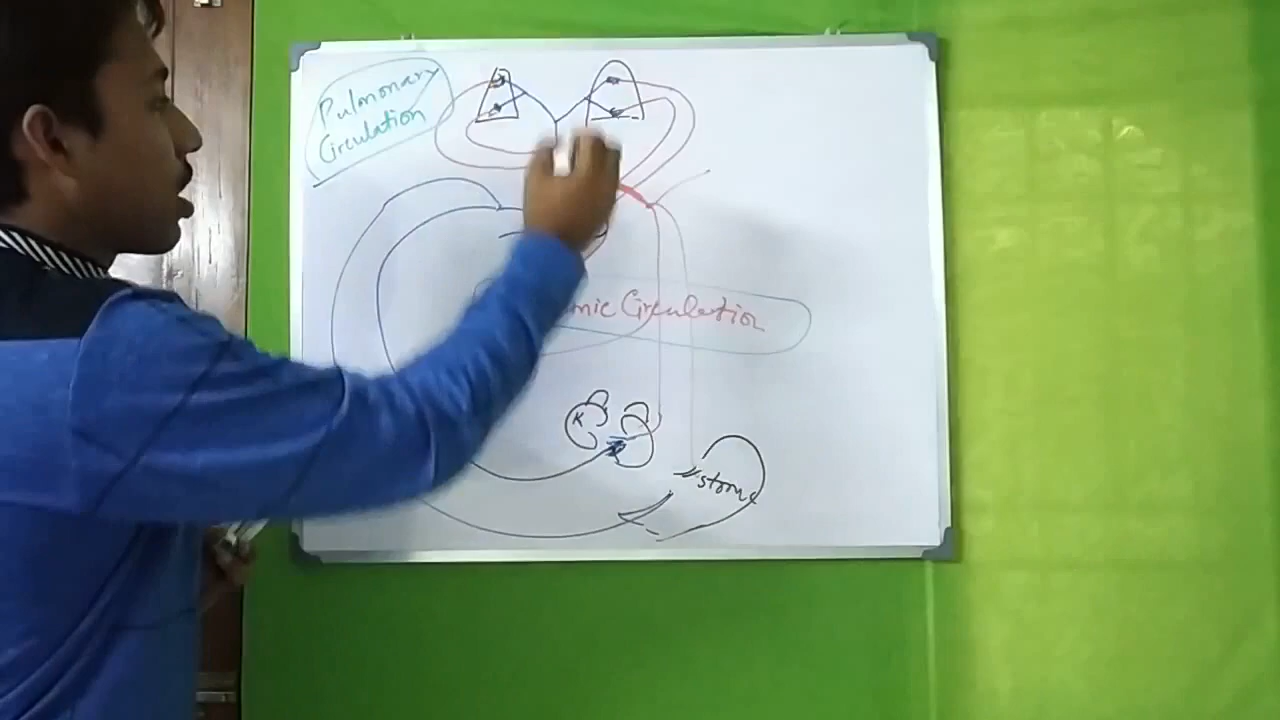 Pulmonary
Circulation
mic Circulation
K
stom